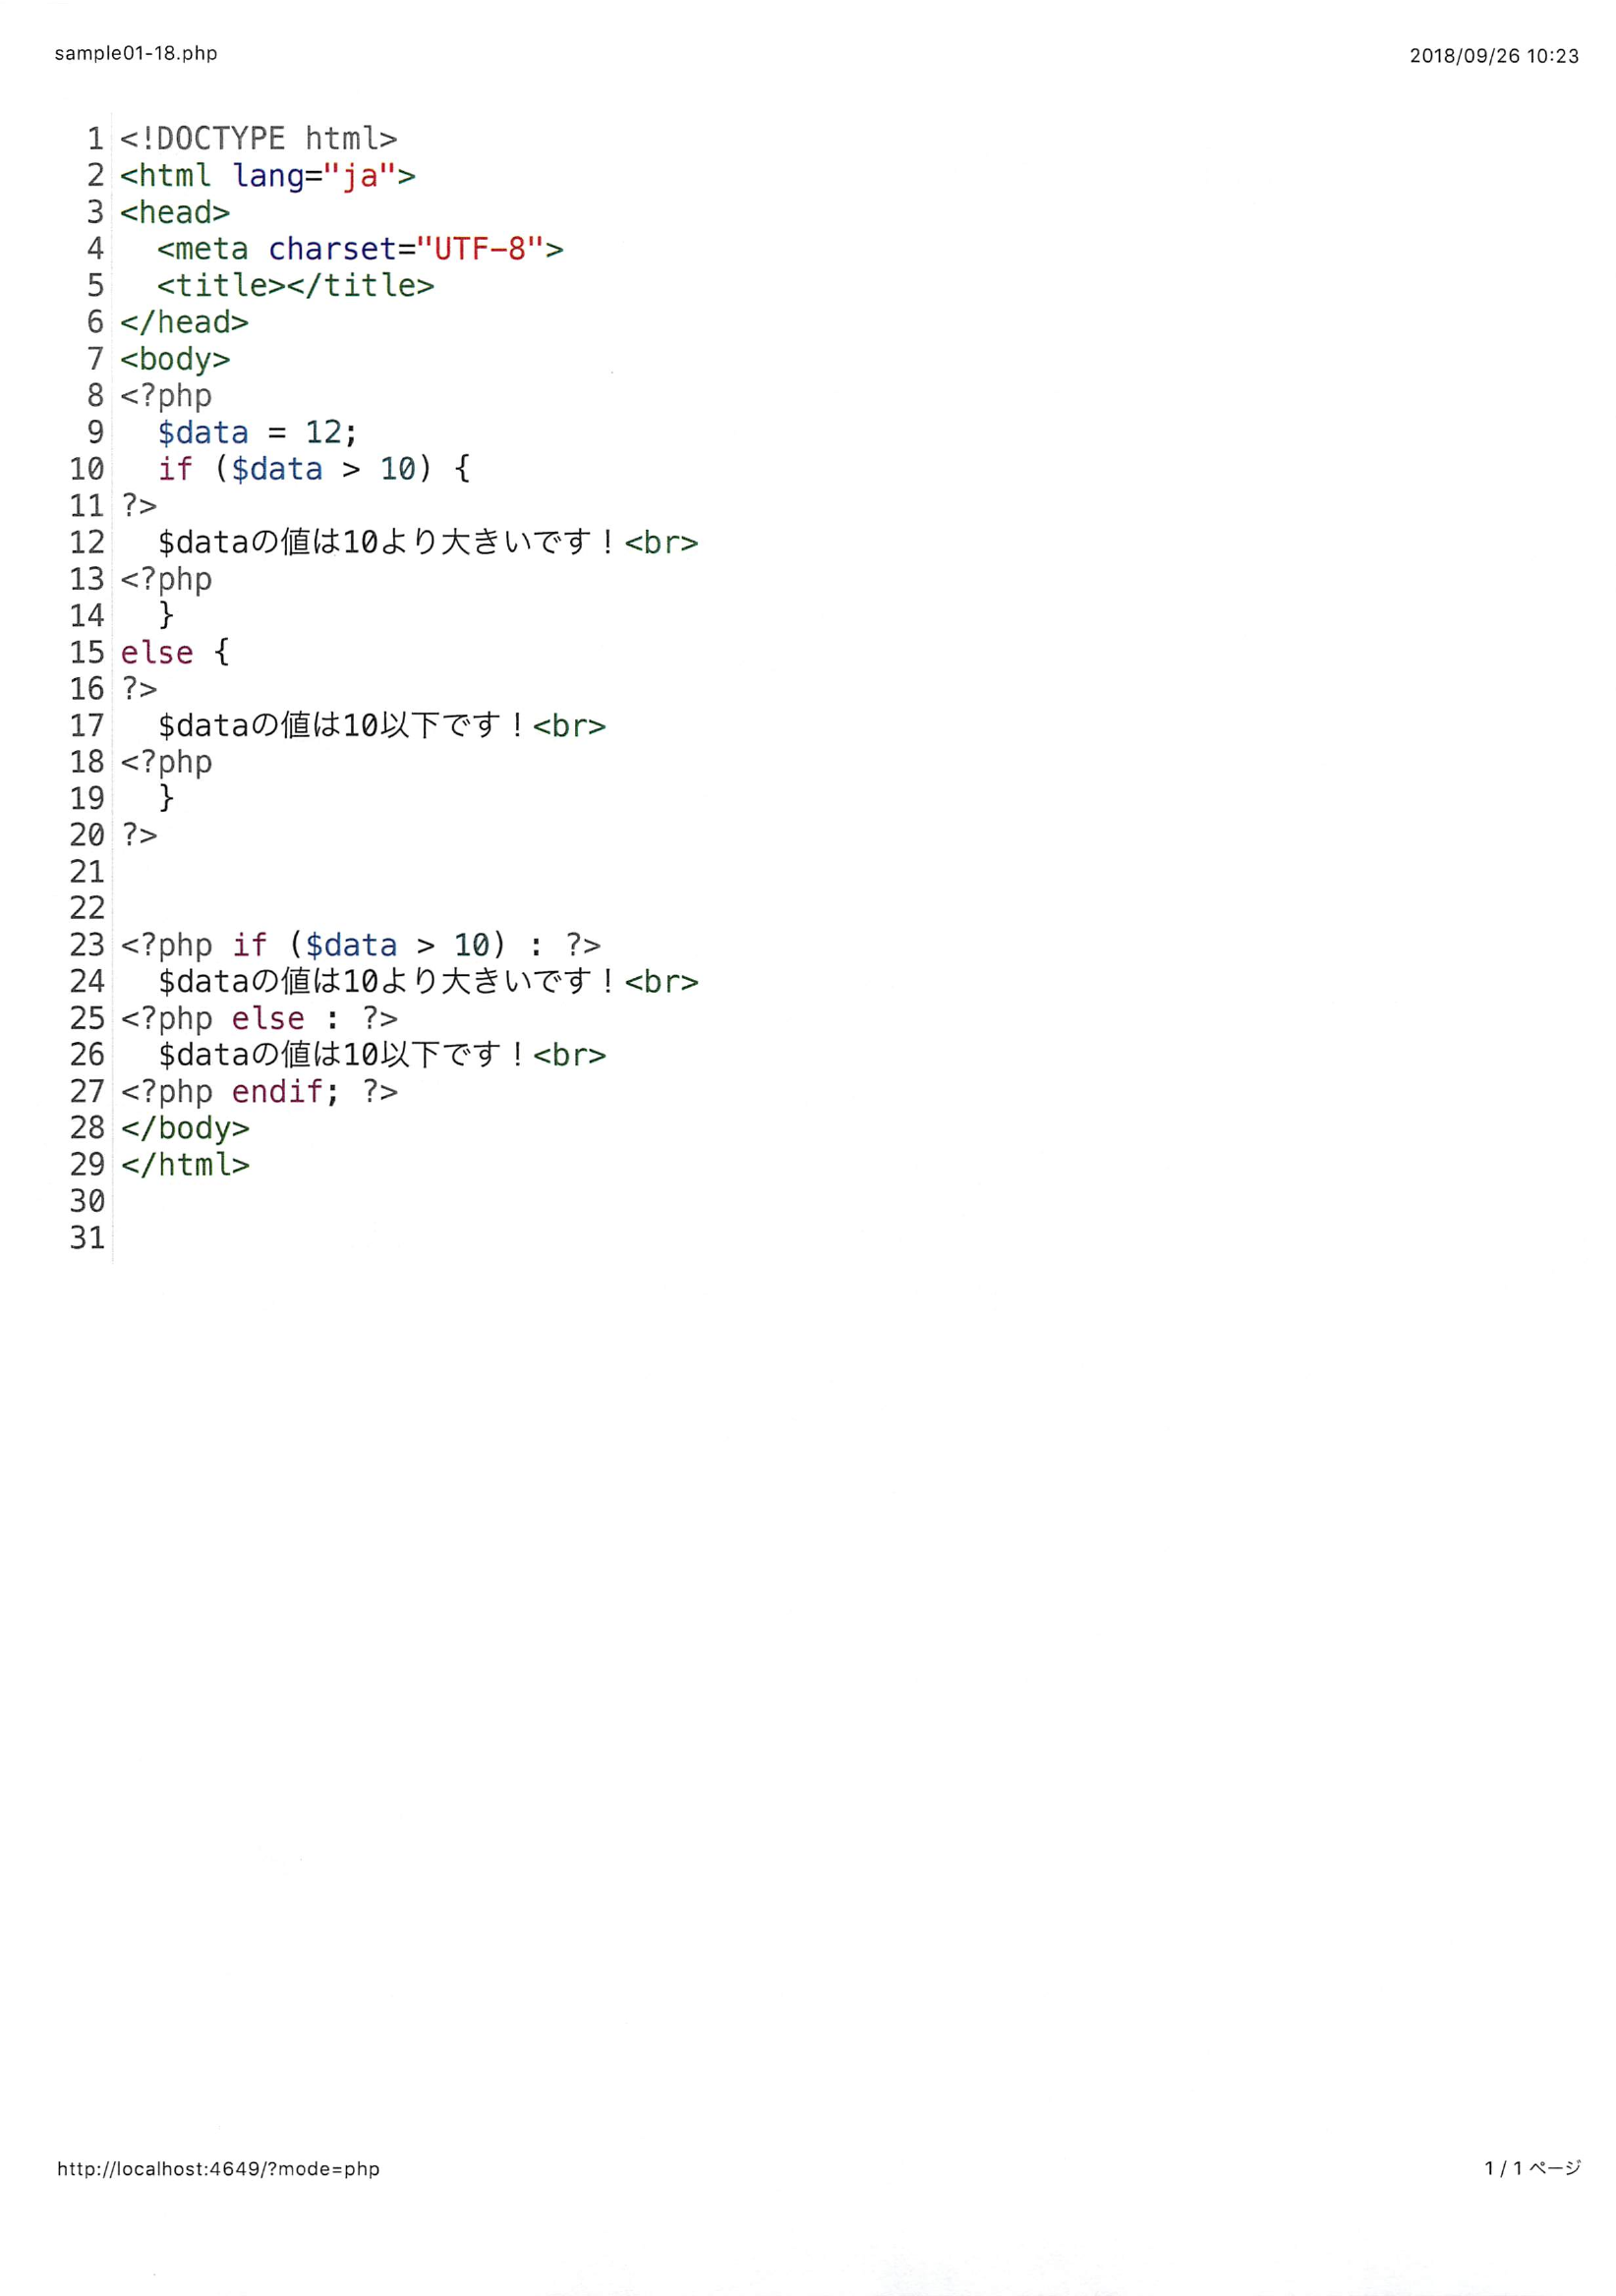 sample01-18.php 2018/09/26 10:23
1 <!DOCTYPE html>
2 <html lang="ja">
3 <head>
4   <meta charset="UTF-8">
5   <title></title>
6 </head>
7 <body>
8 <?php
9   $data = 12;
10   if ($data > 10) {
11 ?>
12   $dataの値は10より大きいです！<br>
13 <?php
14   }
15 else {
16 ?>
17   $dataの値は10以下です！<br>
18 <?php
19   }
20 ?>
21
22
23 <?php if ($data > 10) : ?>
24   $dataの値は10より大きいです！<br>
25 <?php else : ?>
26   $dataの値は10以下です！<br>
27 <?php endif; ?>
28 </body>
29 </html>
30
31
http://localhost:4649/?mode=php 1 / 1 ページ